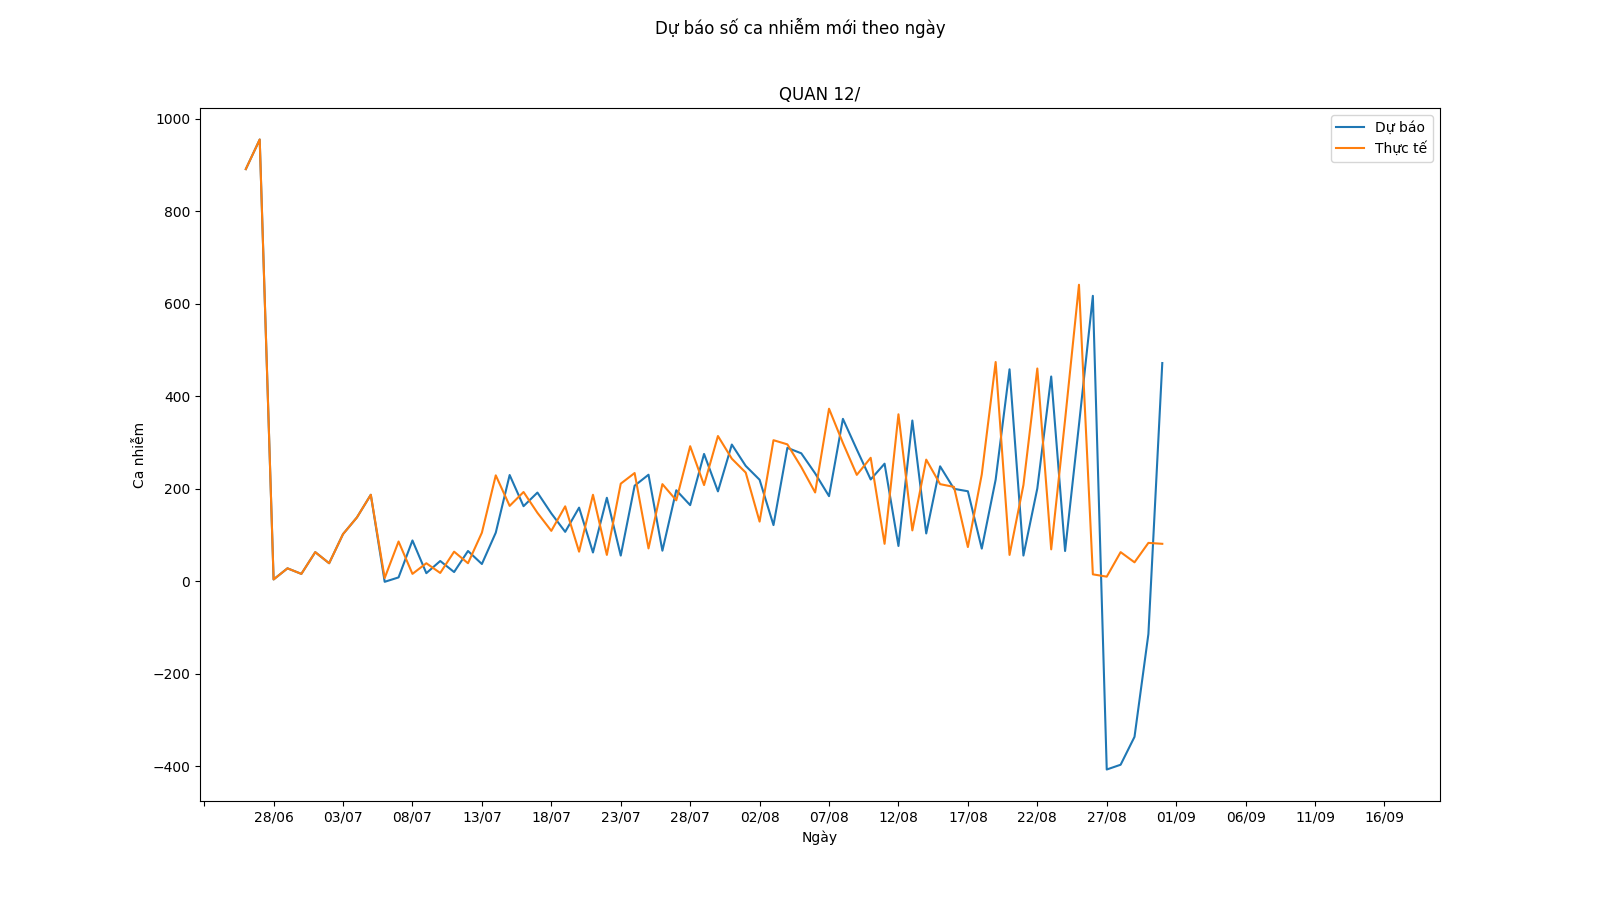 Dự báo số ca nhiễm mới theo ngày
QUAN 12/
Dự báo
Thực tế
1000
800
600
400
200
0
−200
−400
Ca nhiễm
28/06 03/07 08/07 13/07 18/07 23/07 28/07 02/08 07/08 12/08 17/08 22/08 27/08 01/09 06/09 11/09 16/09
Ngày